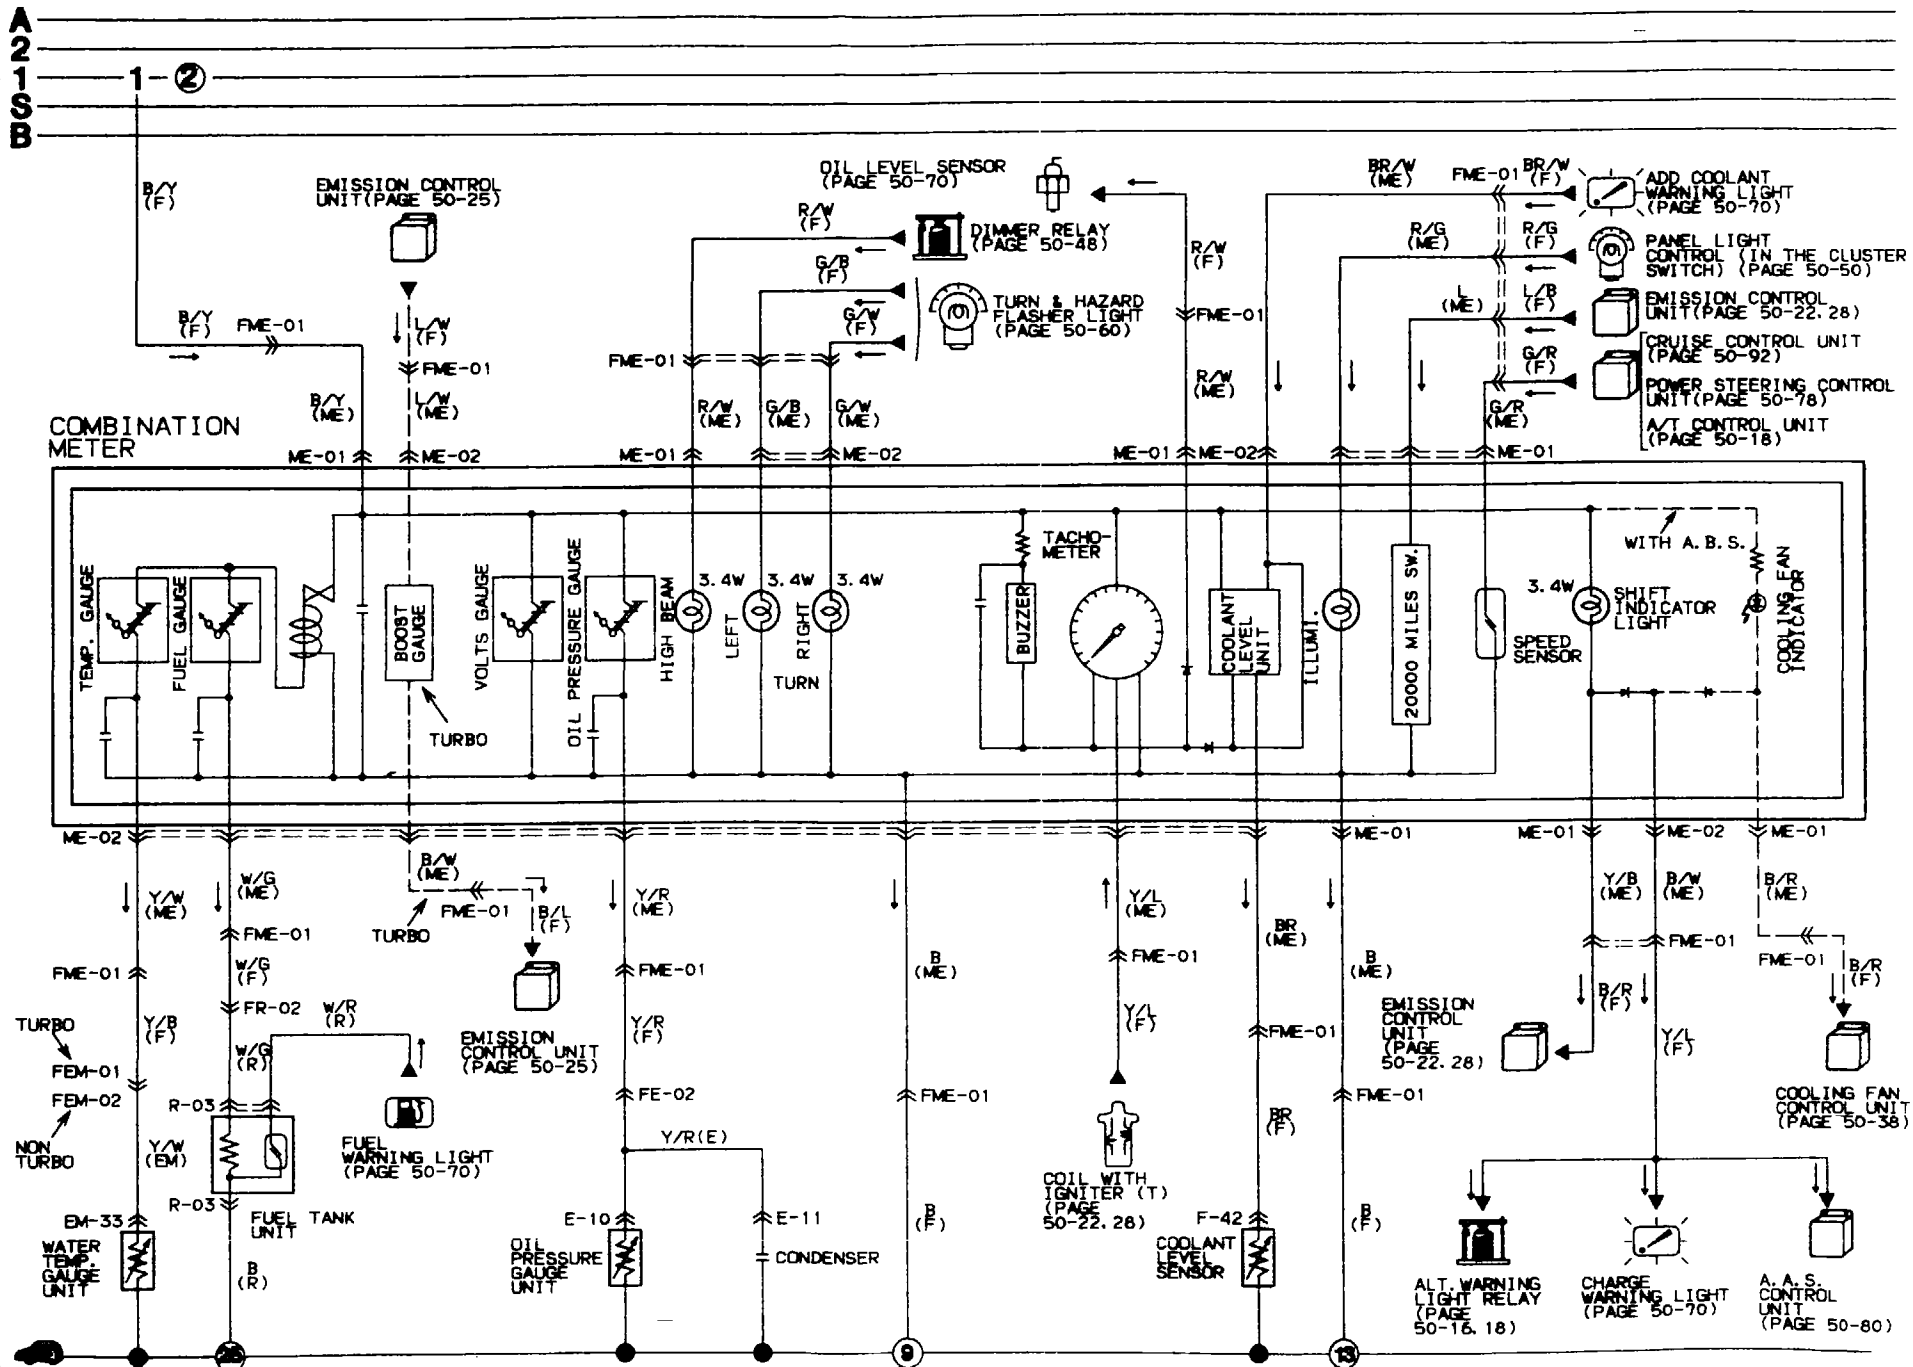 A
2
1
S
B
1
2
B/Y
(F)
EMISSION CONTROL
UNIT(PAGE 50-25)
OIL LEVEL SENSOR
(PAGE 50-70)
R/W
(F)
DIMMER RELAY
(PAGE 50-48)
G/B
(F)
TURN & HAZARD
FLASHER LIGHT
(PAGE 50-60)
G/W
(F)
R/W
(F)
BR/W
(ME)
FME-01
BR/W
(F)
ADD COOLANT
WARNING LIGHT
(PAGE 50-70)
R/G
(ME)
R/G
(F)
PANEL LIGHT
CONTROL (IN THE CLUSTER
SWITCH) (PAGE 50-50)
L
(ME)
L/B
(F)
EMISSION CONTROL
UNIT(PAGE 50-22.28)
G/R
(F)
CRUISE CONTROL UNIT
(PAGE 50-92)
POWER STEERING CONTROL
UNIT(PAGE 50-78)
A/T CONTROL UNIT
(PAGE 50-18)
B/Y
(F)
FME-01
L/W
(F)
FME-01
FME-01
FME-01
B/Y
(ME)
L/W
(ME)
R/W
(ME)
G/B
(ME)
G/W
(ME)
R/W
(ME)
G/R
(ME)
COMBINATION
METER
ME-01
ME-02
ME-01
ME-02
ME-01
ME-02
ME-01
TEMP. GAUGE
FUEL GAUGE
BOOST
GAUGE
TURBO
VOLTS GAUGE
OIL PRESSURE GAUGE
HIGH BEAM
3.4W
LEFT
3.4W
RIGHT
3.4W
TURN
TACHO-
METER
BUZZER
COOLANT
LEVEL
UNIT
ILLUMI.
20000 MILES SW.
SPEED
SENSOR
3.4W
SHIFT
INDICATOR
LIGHT
WITH A.B.S.
COOLING FAN
INDICATOR
ME-02
ME-01
ME-01
ME-02
ME-01
Y/W
(ME)
W/G
(ME)
B/W
(ME)
FME-01
TURBO
B/L
(F)
Y/R
(ME)
Y/L
(ME)
BR
(ME)
Y/B
(ME)
B/W
(ME)
B/R
(ME)
FME-01
FME-01
W/G
(F)
FR-02
W/R
(R)
W/G
(R)
FME-01
B
(ME)
FME-01
B
(ME)
FME-01
FME-01
B/R
(F)
TURBO
FEM-01
FEM-02
NON
TURBO
Y/B
(F)
Y/W
(EM)
R-03
EMISSION
CONTROL UNIT
(PAGE 50-25)
Y/R
(F)
FE-02
Y/R(E)
FME-01
Y/L
(F)
FME-01
BR
(F)
FME-01
EMISSION
CONTROL
UNIT
(PAGE
50-22.28)
B/R
(F)
Y/L
(F)
COOLING FAN
CONTROL UNIT
(PAGE 50-38)
FUEL
WARNING LIGHT
(PAGE 50-70)
R-03
FUEL TANK
UNIT
EM-33
WATER
TEMP.
GAUGE
UNIT
B
(R)
E-10
OIL
PRESSURE
GAUGE
UNIT
E-11
CONDENSER
B
(F)
COIL WITH
IGNITER (T)
(PAGE
50-22.28)
F-42
COOLANT
LEVEL
SENSOR
B
(F)
ALT.WARNING
LIGHT RELAY
(PAGE
50-16.18)
CHARGE
WARNING LIGHT
(PAGE 50-70)
A.A.S.
CONTROL
UNIT
(PAGE 50-80)
9
13